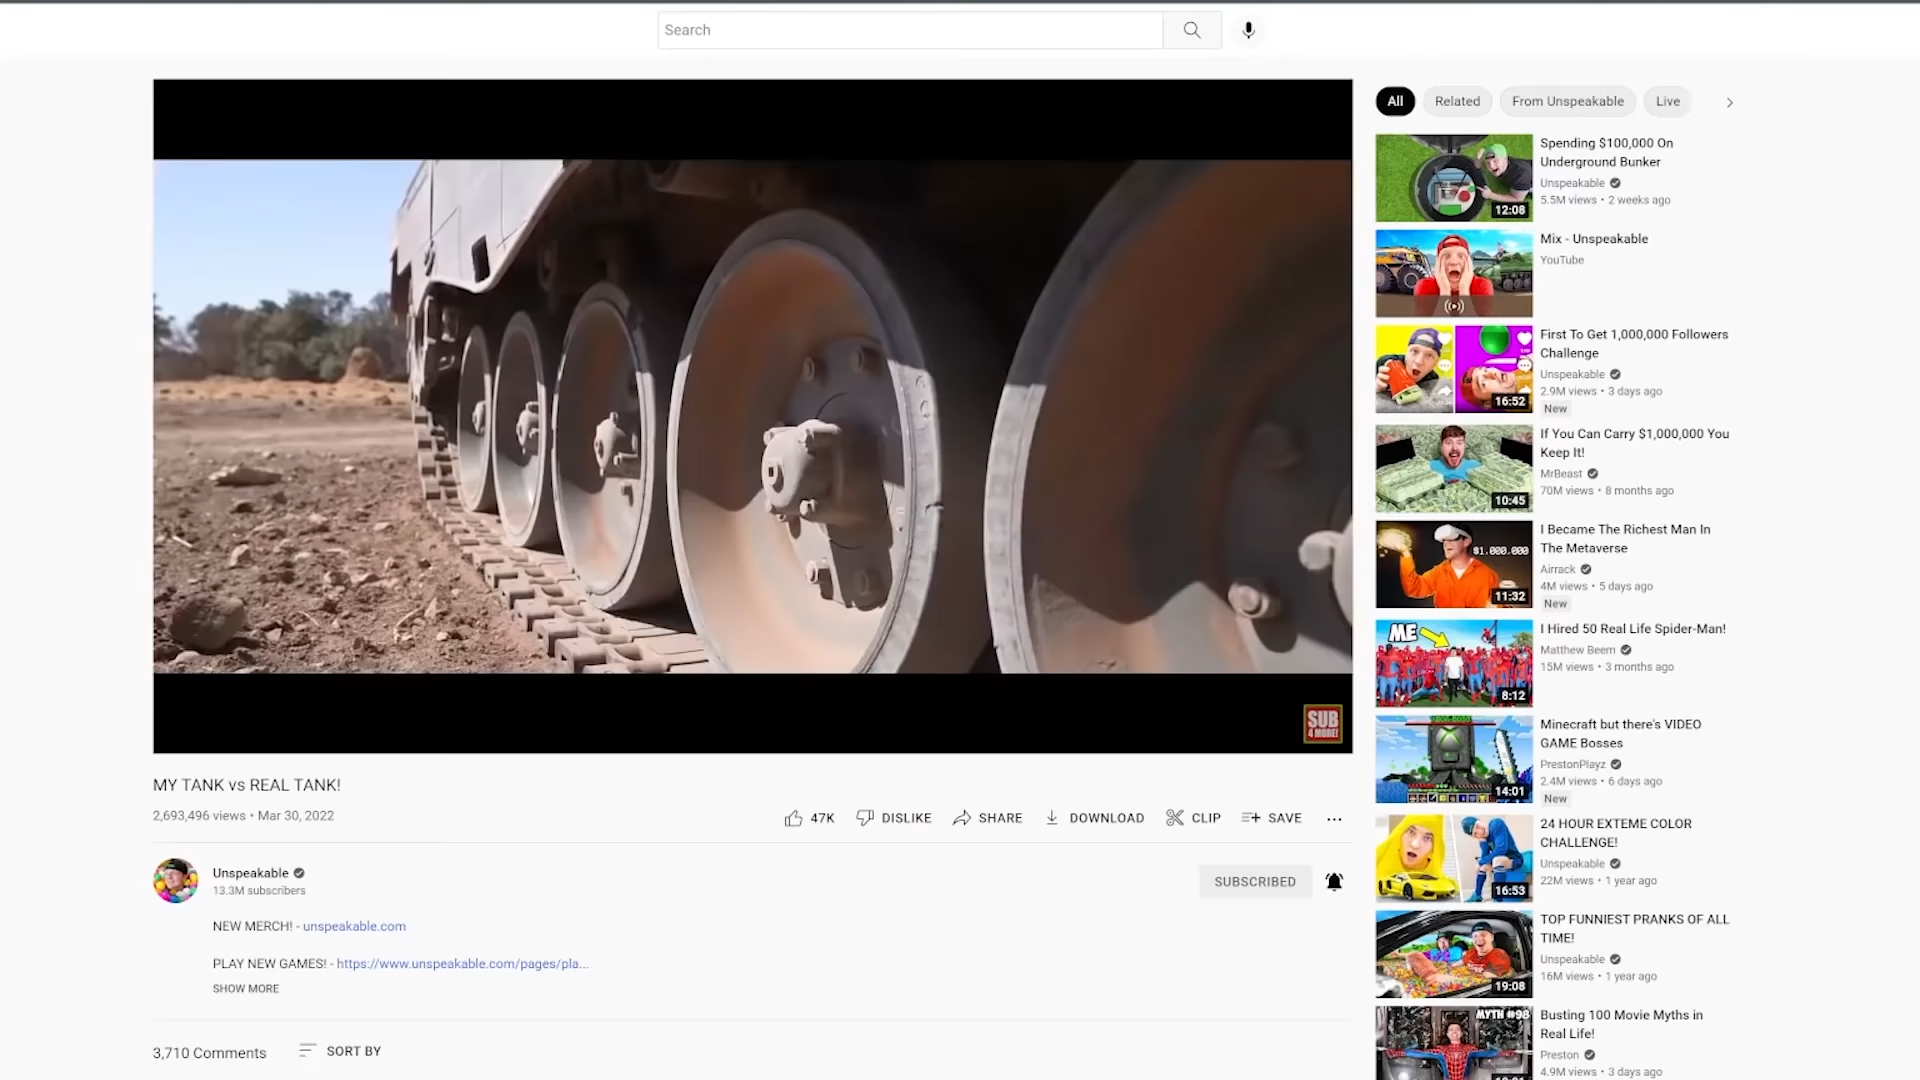 Search
All
Related
From Unspeakable
Live
SUB
4 MORE!
MY TANK vs REAL TANK!
2,693,496 views • Mar 30, 2022
47K
DISLIKE
SHARE
DOWNLOAD
CLIP
SAVE
Unspeakable
13.3M subscribers
SUBSCRIBED
NEW MERCH! - unspeakable.com
PLAY NEW GAMES! - https://www.unspeakable.com/pages/pla...
SHOW MORE
3,710 Comments
SORT BY
12:08
Spending $100,000 On
Underground Bunker
Unspeakable
5.5M views • 2 weeks ago
Mix - Unspeakable
YouTube
16:52
First To Get 1,000,000 Followers
Challenge
Unspeakable
2.9M views • 3 days ago
New
10:45
If You Can Carry $1,000,000 You
Keep It!
MrBeast
70M views • 8 months ago
$1,000,000
11:32
I Became The Richest Man In
The Metaverse
Airrack
4M views • 5 days ago
New
ME
8:12
I Hired 50 Real Life Spider-Man!
Matthew Beem
15M views • 3 months ago
14:01
Minecraft but there's VIDEO
GAME Bosses
PrestonPlayz
2.4M views • 6 days ago
New
16:53
24 HOUR EXTEME COLOR
CHALLENGE!
Unspeakable
22M views • 1 year ago
19:08
TOP FUNNIEST PRANKS OF ALL
TIME!
Unspeakable
16M views • 1 year ago
MYTH #98
Busting 100 Movie Myths in
Real Life!
Preston
4.9M views • 3 days ago